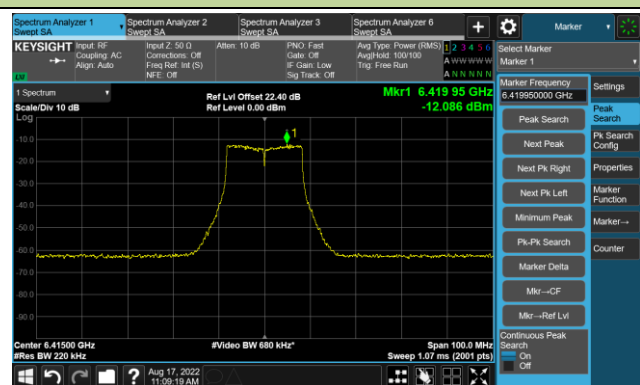 Spectrum Analyzer 1
Swept SA
Spectrum Analyzer 2
Swept SA
Spectrum Analyzer 3
Swept SA
Spectrum Analyzer 6
Swept SA
+
Marker
KEYSIGHT
Input: RF
Coupling: AC
Align: Auto
Input Z: 50 Ω
Corrections: Off
Freq Ref: Int (S)
NFE: Off
Atten: 10 dB
PNO: Fast
Gate: Off
IF Gain: Low
Sig Track: Off
Avg Type: Power (RMS)
Avg|Hold: 100/100
Trig: Free Run
1 2 3 4 5 6
A W W W W W
A N N N N N
LVI
Select Marker
Marker 1
1 Spectrum
Scale/Div 10 dB
Log
Ref Lvl Offset 22.40 dB
Ref Level 0.00 dBm
Mkr1 6.419 95 GHz
-12.086 dBm
1
-10.0
-20.0
-30.0
-40.0
-50.0
-60.0
-70.0
-80.0
-90.0
Center 6.41500 GHz
#Res BW 220 kHz
#Video BW 680 kHz*
Span 100.0 MHz
Sweep 1.07 ms (2001 pts)
Marker Frequency
6.419950000 GHz
Peak Search
Next Peak
Next Pk Right
Next Pk Left
Minimum Peak
Pk-Pk Search
Marker Delta
Mkr→CF
Mkr→Ref Lvl
Continuous Peak
Search
On
Off
Settings
Peak
Search
Pk Search
Config
Properties
Marker
Function
Marker→
Counter
?
Aug 17, 2022
11:09:19 AM